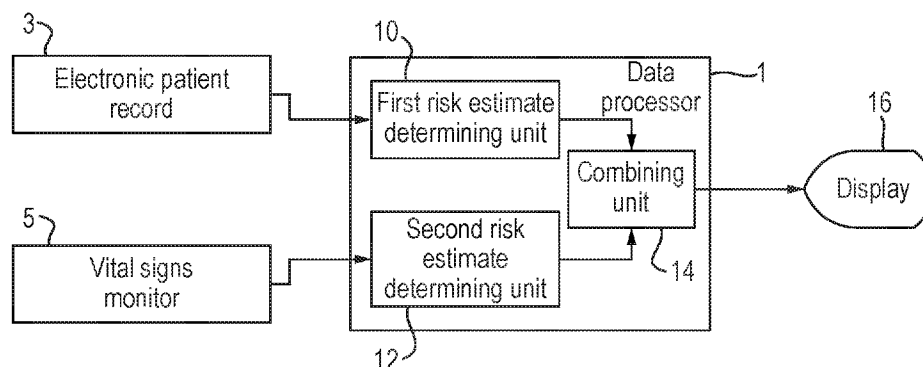 3
Electronic patient
record
10
First risk estimate
determining unit
Data
processor
1
Combining
unit
14
16
Display
5
Vital signs
monitor
Second risk
estimate
determining unit
12